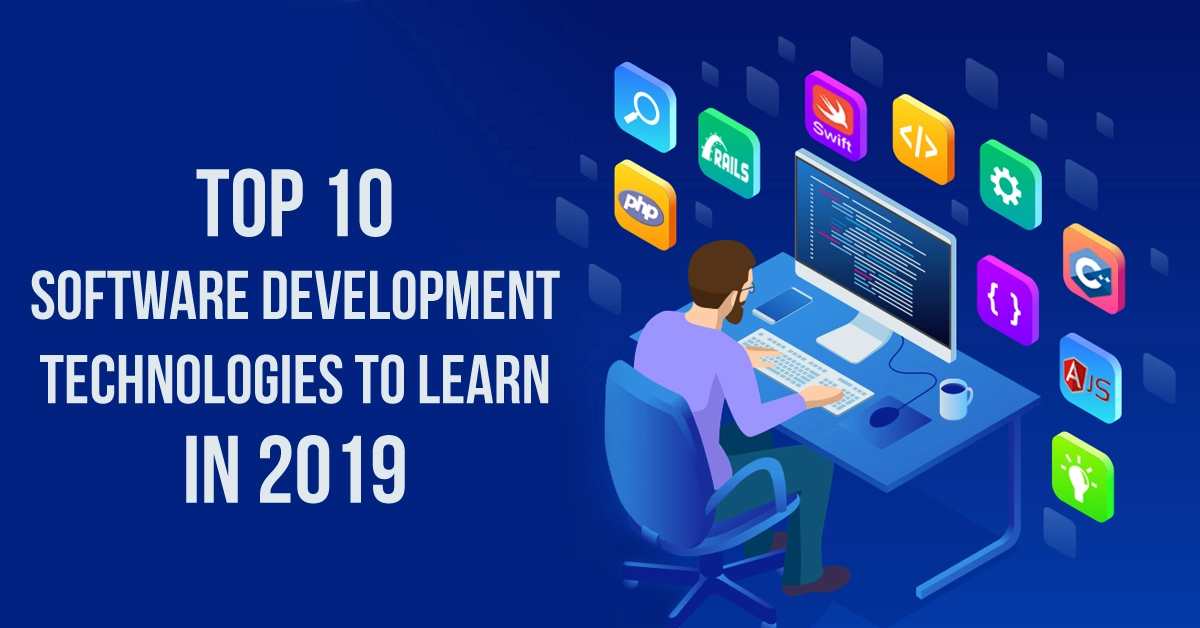 TOP 10
SOFTWARE DEVELOPMENT
TECHNOLOGIES TO LEARN
IN 2019
RAILS
Swift
</>
php
C++
{ }
A JS